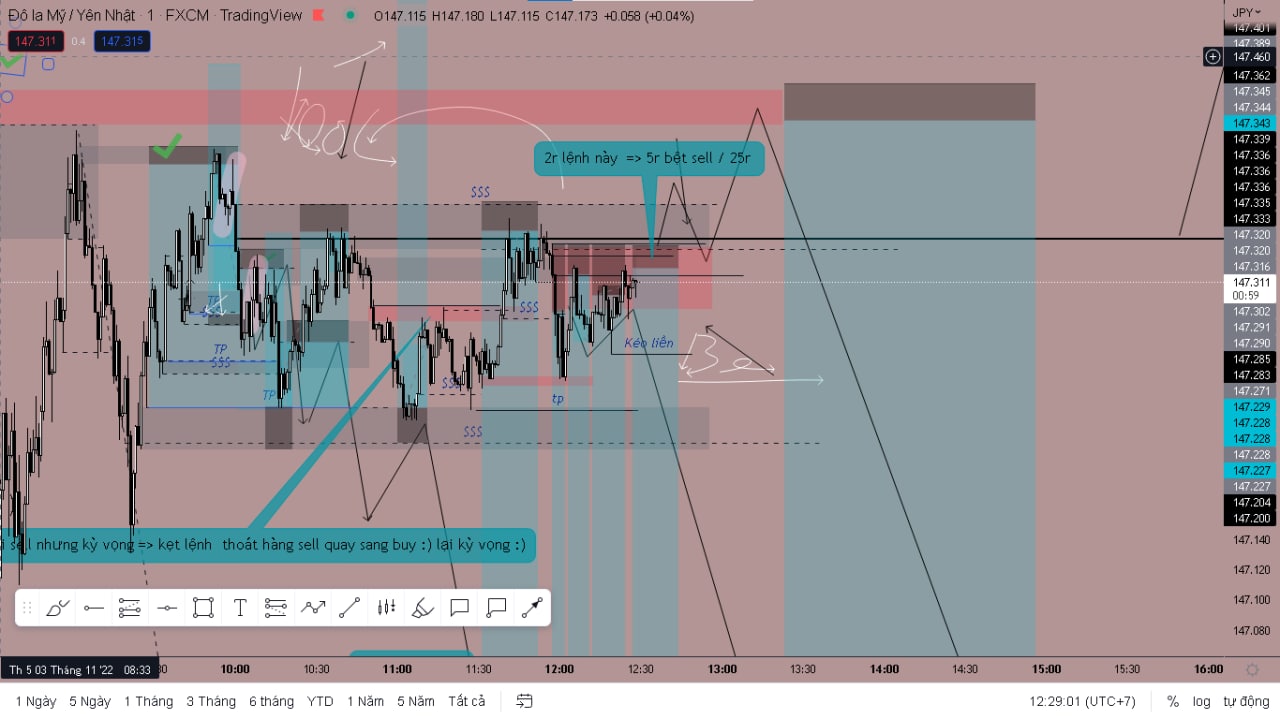 Đô la Mỹ / Yên Nhật · 1 · FXCM · TradingView O147.115 H147.180 L147.115 C147.173 +0.058 (+0.04%)
JPY
147.311 0.4 147.315
147.401
147.389
147.460
147.362
147.345
147.344
147.343
147.339
147.336
147.336
147.336
147.335
147.333
147.320
147.320
147.316
147.311
00:59
147.302
147.291
147.290
147.285
147.283
147.271
147.229
147.228
147.228
147.228
147.227
147.227
147.204
147.200
147.140
147.120
147.100
147.080
2r lệnh này => 5r bệt sell / 25r
$$$
$$$
Kéo liền
TP
TP
$$$
TP
$$$
tp
$$$
sell nhưng kỳ vọng => kẹt lệnh thoát hàng sell quay sang buy :) lại kỳ vọng :)
T
Th 5 03 Tháng 11 '22 08:33
10:00 10:30 11:00 11:30 12:00 12:30 13:00 13:30 14:00 14:30 15:00 15:30 16:00
1 Ngày 5 Ngày 1 Tháng 3 Tháng 6 tháng YTD 1 Năm 5 Năm Tất cả
12:29:01 (UTC+7) % log tự động